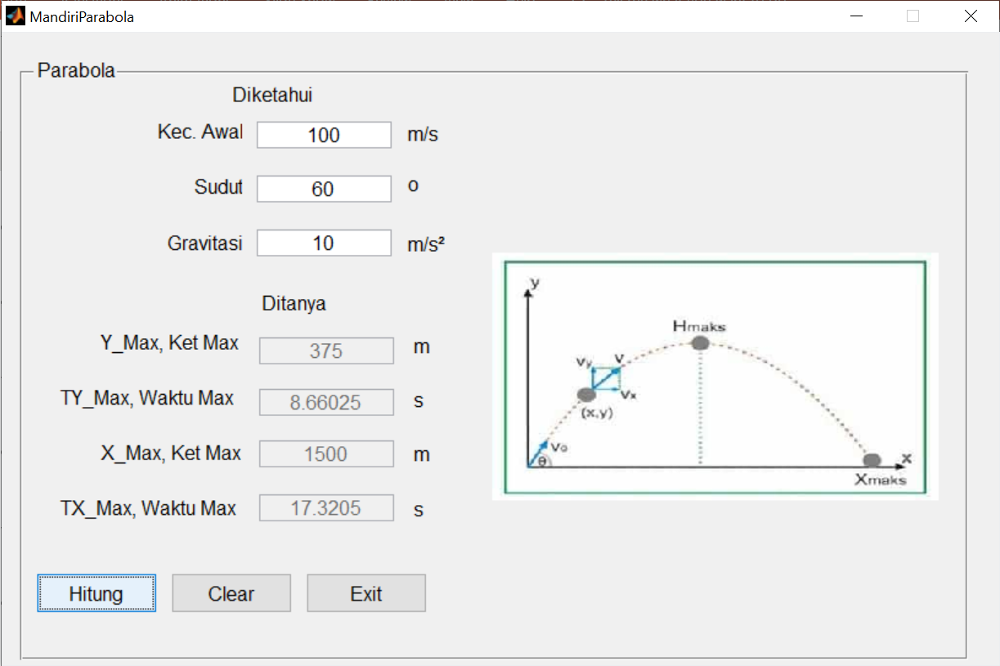 MandiriParabola
Parabola
Diketahui
Kec. Awal 100 m/s
Sudut 60 o
Gravitasi 10 m/s²
Ditanya
Y_Max, Ket Max 375 m
TY_Max, Waktu Max 8.66025 s
X_Max, Ket Max 1500 m
TX_Max, Waktu Max 17.3205 s
Hitung Clear Exit
y
Hmaks
vy v
vx
(x,y)
vo
θ
x
Xmaks